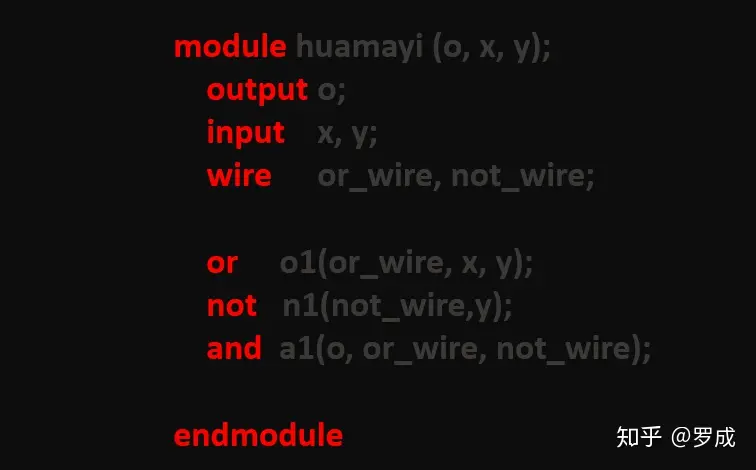 module huamayi (o, x, y);
output o;
input x, y;
wire or_wire, not_wire;
or o1(or_wire, x, y);
not n1(not_wire,y);
and a1(o, or_wire, not_wire);
endmodule
知乎 @罗成